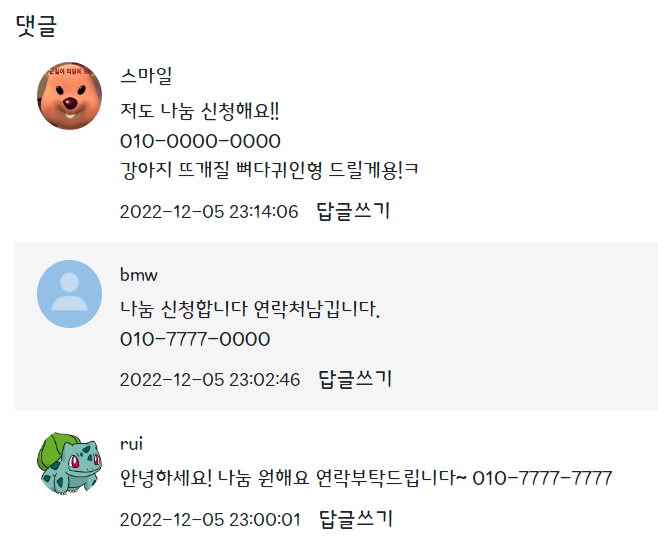 댓글
스마일
저도 나눔 신청해요!!
010-0000-0000
강아지 뜨개질 뼈다귀인형 드릴게용!ㅋ
2022-12-05 23:14:06 답글쓰기
bmw
나눔 신청합니다 연락처남깁니다.
010-7777-0000
2022-12-05 23:02:46 답글쓰기
rui
안녕하세요! 나눔 원해요 연락부탁드립니다~ 010-7777-7777
2022-12-05 23:00:01 답글쓰기